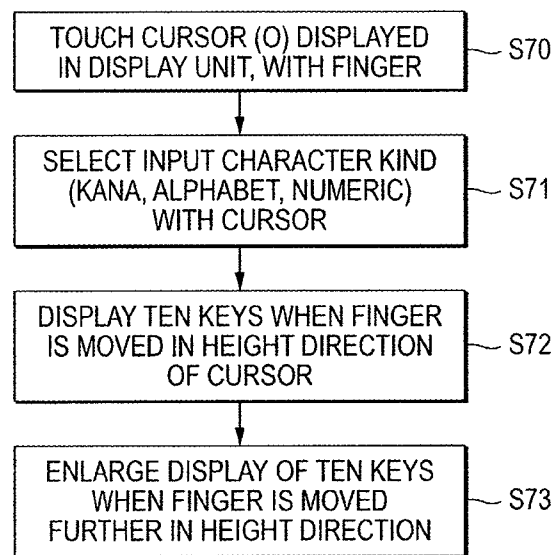 TOUCH CURSOR (O) DISPLAYED
IN DISPLAY UNIT, WITH FINGER
S70
SELECT INPUT CHARACTER KIND
(KANA, ALPHABET, NUMERIC)
WITH CURSOR
S71
DISPLAY TEN KEYS WHEN FINGER
IS MOVED IN HEIGHT DIRECTION
OF CURSOR
S72
ENLARGE DISPLAY OF TEN KEYS
WHEN FINGER IS MOVED
FURTHER IN HEIGHT DIRECTION
S73